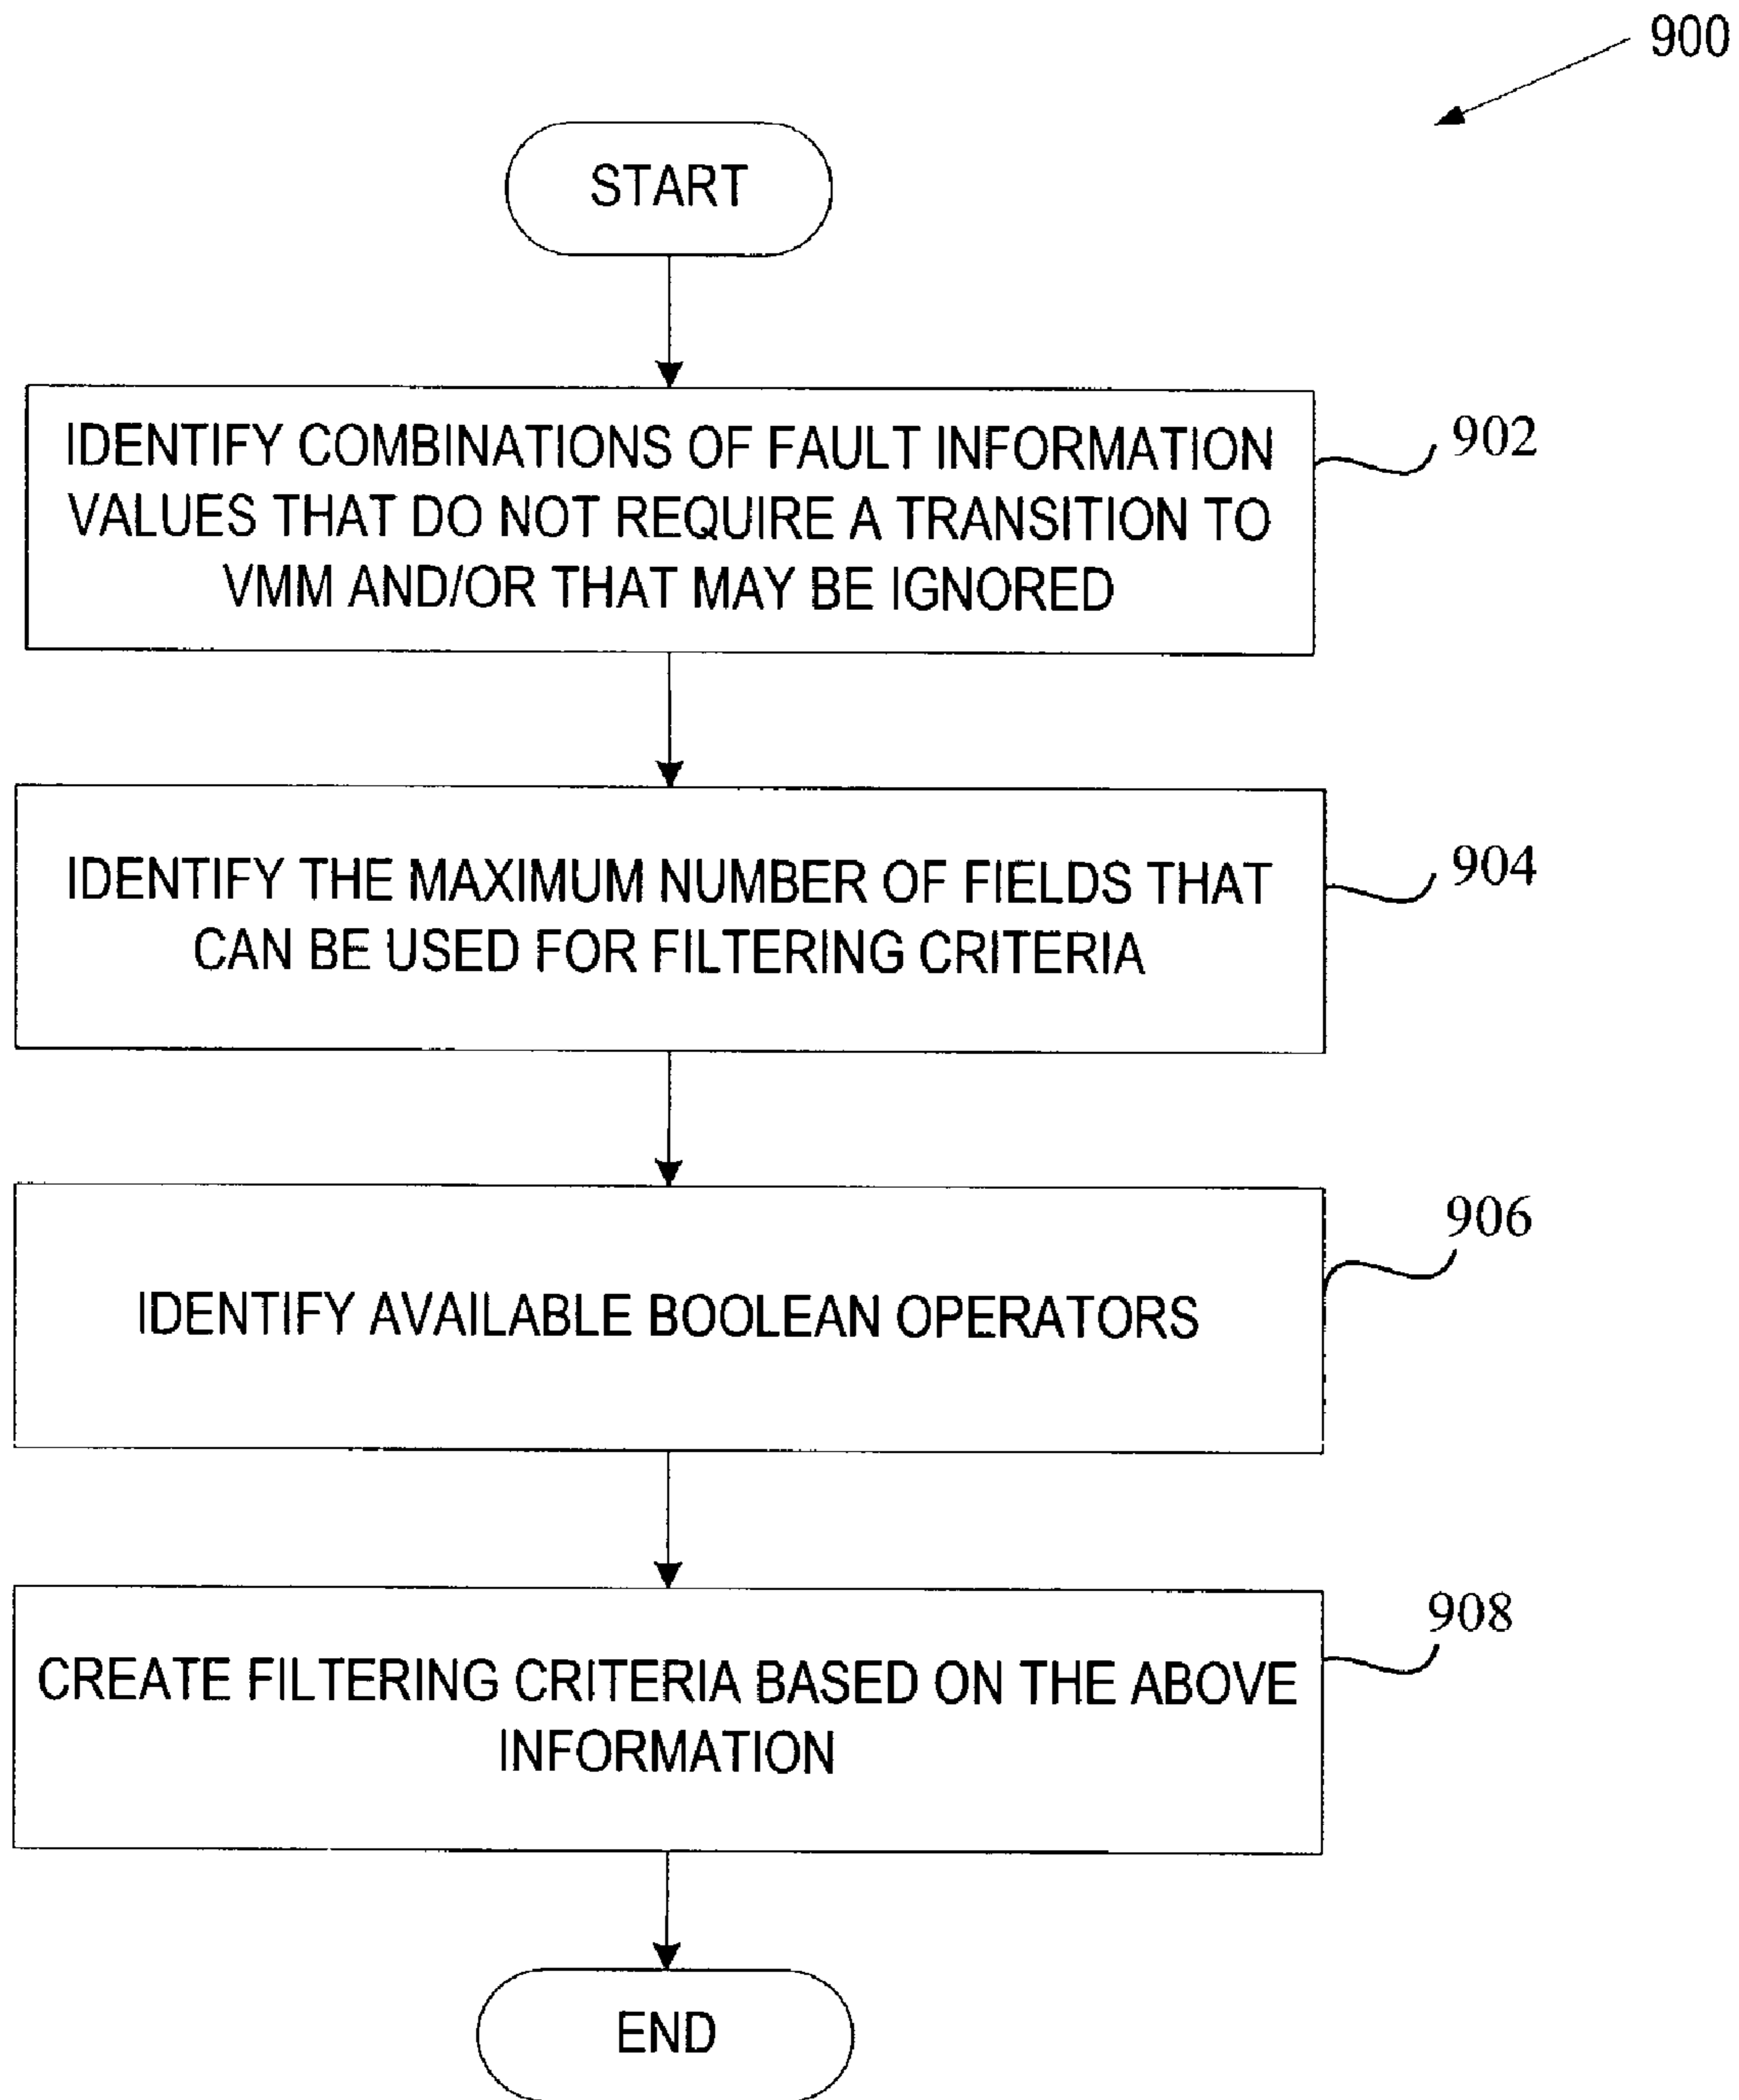 900
START
IDENTIFY COMBINATIONS OF FAULT INFORMATION
VALUES THAT DO NOT REQUIRE A TRANSITION TO
VMM AND/OR THAT MAY BE IGNORED
902
IDENTIFY THE MAXIMUM NUMBER OF FIELDS THAT
CAN BE USED FOR FILTERING CRITERIA
904
IDENTIFY AVAILABLE BOOLEAN OPERATORS
906
CREATE FILTERING CRITERIA BASED ON THE ABOVE
INFORMATION
908
END